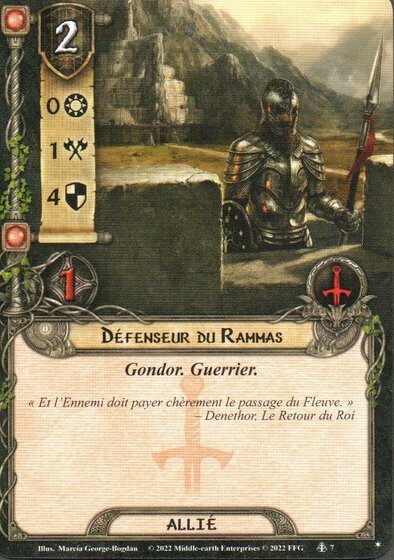 2
0
1
4
1
Défenseur du Rammas
Gondor. Guerrier.
« Et l'Ennemi doit payer chèrement le passage du Fleuve. »
– Denethor, Le Retour du Roi
ALLIÉ
Illus. Marcia George-Bogdan © 2022 Middle-earth Enterprises © 2022 FFG 7